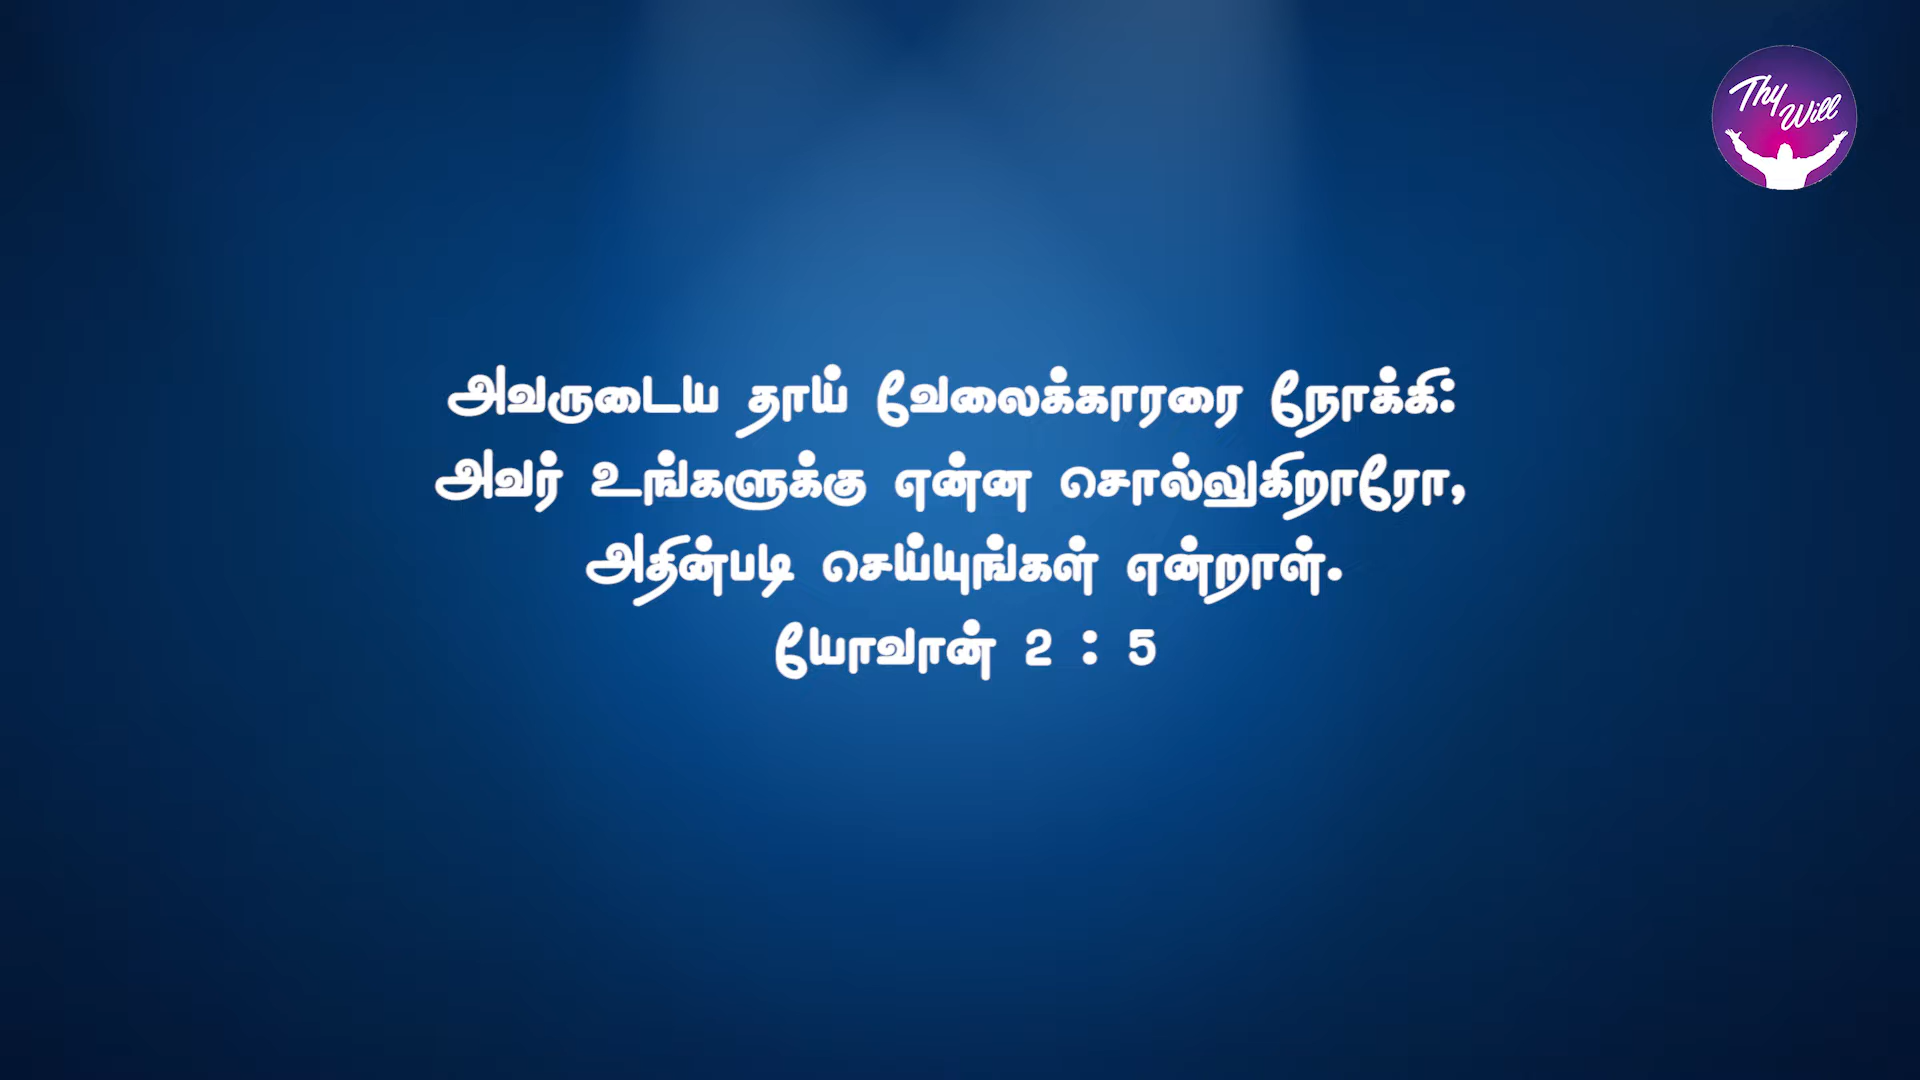 Thy
Will
அவருடைய தாய் வேலைக்காரரை நோக்கி:
அவர் உங்களுக்கு என்ன சொல்லுகிறாரோ,
அதின்படி செய்யுங்கள் என்றாள்.
யோவான் 2 : 5